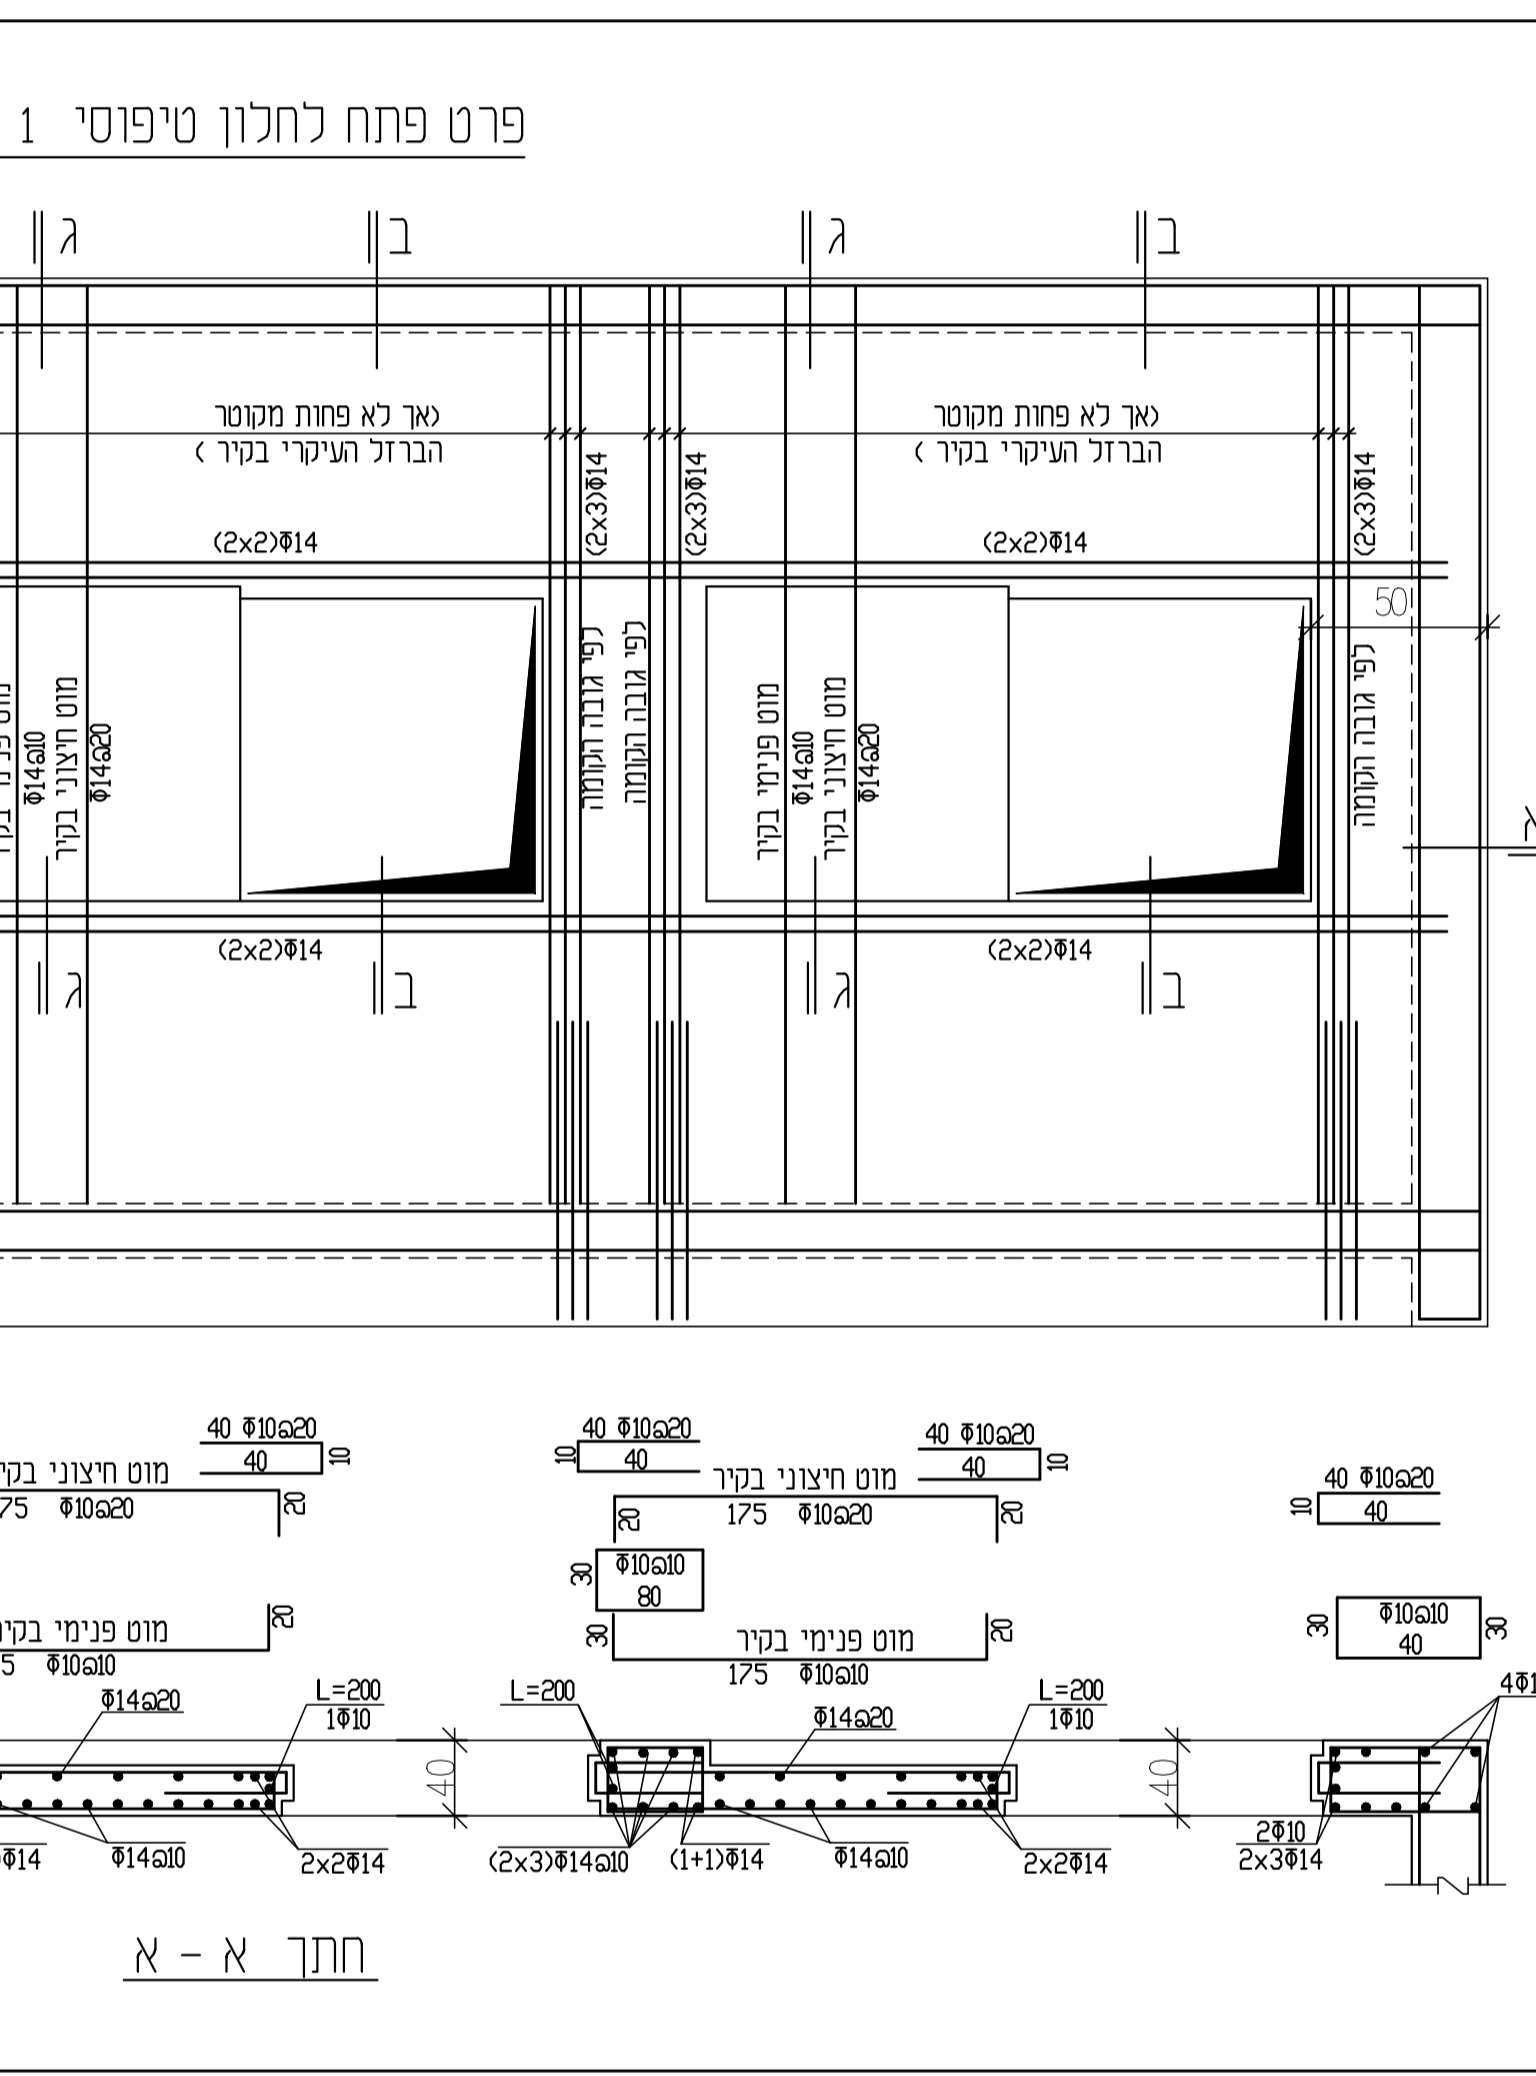 פרט פתח לחלון טיפוסי 1
ג
ב
ג
ב
(אך לא פחות מקוטר
הברזל העיקרי בקיר )
(אך לא פחות מקוטר
הברזל העיקרי בקיר )
(2x3)Φ14
(2x3)Φ14
(2x3)Φ14
(2x2)Φ14
(2x2)Φ14
50
Φ14@10
מוט חיצוני בקיר
Φ14@20
לפי גובה הקומה
לפי גובה הקומה
מוט פנימי בקיר
Φ14@10
מוט חיצוני בקיר
Φ14@20
לפי גובה הקומה
א
(2x2)Φ14
(2x2)Φ14
ג
ב
ג
ב
40 Φ10@20
40
10
40 Φ10@20
10
40
40 Φ10@20
40
10
40 Φ10@20
10
40
מוט חיצוני
175 Φ10@20
20
מוט חיצוני בקיר
20
175 Φ10@20
20
30
Φ10@10
80
30
Φ10@10
40
30
מוט פנימי
Φ10@10
20
30
מוט פנימי בקיר
175 Φ10@10
20
Φ14@20
L=200
1Φ10
L=200
Φ14@20
L=200
1Φ10
40
40
Φ14
Φ14@10
2x2Φ14
(2x3)Φ14@10
(1+1)Φ14
Φ14@10
2x2Φ14
2Φ10
2x3Φ14
חתך א - א